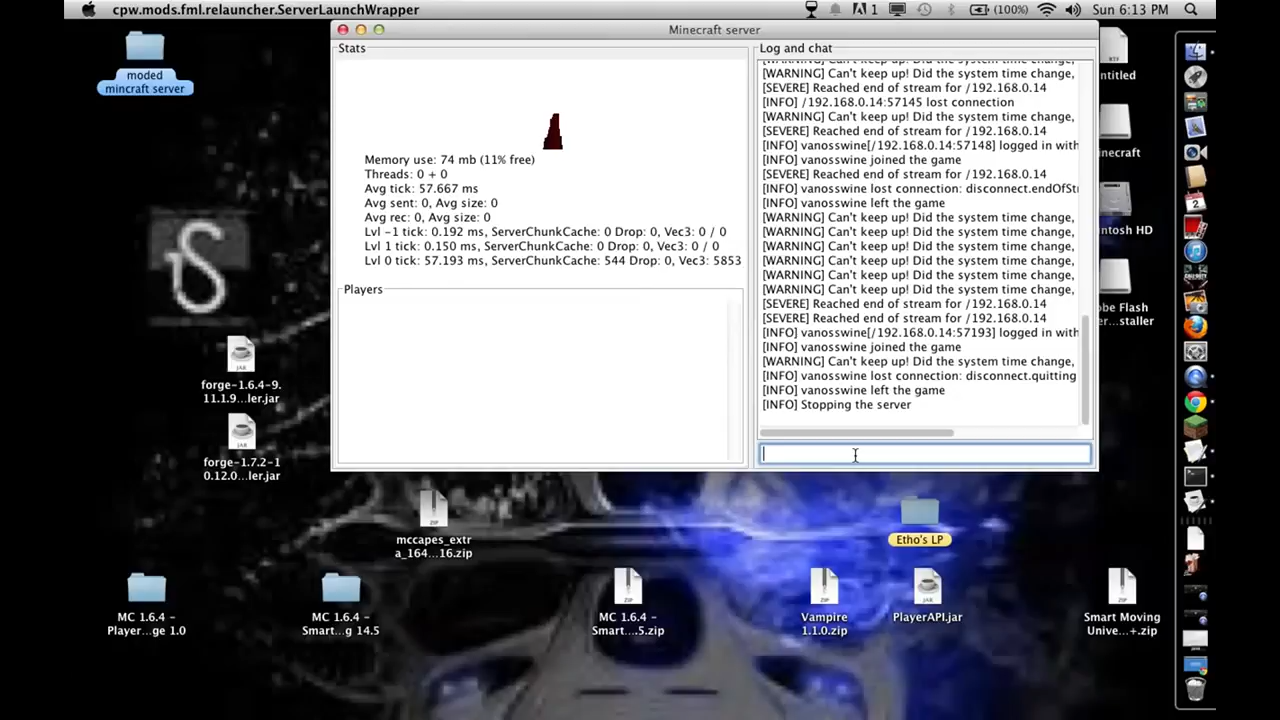 cpw.mods.fml.relauncher.ServerLaunchWrapper
1
(100%)
Sun 6:13 PM
Minecraft server
Stats
Memory use: 74 mb (11% free)
Threads: 0 + 0
Avg tick: 57.667 ms
Avg sent: 0, Avg size: 0
Avg rec: 0, Avg size: 0
Lvl -1 tick: 0.192 ms, ServerChunkCache: 0 Drop: 0, Vec3: 0 / 0
Lvl 1 tick: 0.150 ms, ServerChunkCache: 0 Drop: 0, Vec3: 0 / 0
Lvl 0 tick: 57.193 ms, ServerChunkCache: 544 Drop: 0, Vec3: 5853
Players
Log and chat
[WARNING] Can't keep up! Did the system time change,
[WARNING] Can't keep up! Did the system time change,
[SEVERE] Reached end of stream for /192.168.0.14
[INFO] /192.168.0.14:57145 lost connection
[WARNING] Can't keep up! Did the system time change,
[SEVERE] Reached end of stream for /192.168.0.14
[INFO] vanosswine[/192.168.0.14:57148] logged in with
[INFO] vanosswine joined the game
[SEVERE] Reached end of stream for /192.168.0.14
[INFO] vanosswine lost connection: disconnect.endOfStr
[INFO] vanosswine left the game
[WARNING] Can't keep up! Did the system time change,
[WARNING] Can't keep up! Did the system time change,
[WARNING] Can't keep up! Did the system time change,
[WARNING] Can't keep up! Did the system time change,
[WARNING] Can't keep up! Did the system time change,
[WARNING] Can't keep up! Did the system time change,
[SEVERE] Reached end of stream for /192.168.0.14
[SEVERE] Reached end of stream for /192.168.0.14
[INFO] vanosswine[/192.168.0.14:57193] logged in with
[INFO] vanosswine joined the game
[WARNING] Can't keep up! Did the system time change,
[INFO] vanosswine lost connection: disconnect.quitting
[INFO] vanosswine left the game
[INFO] Stopping the server
moded
mincraft server
ntitled
inecraft
intosh HD
obe Flash
er...staller
forge-1.6.4-9.
11.1.9...ler.jar
forge-1.7.2-1
0.12.0...ler.jar
mccapes_extr
a_164...16.zip
Etho's LP
MC 1.6.4 -
Player...ge 1.0
MC 1.6.4 -
Smart...g 14.5
MC 1.6.4 -
Smart....5.zip
Vampire
1.1.0.zip
PlayerAPI.jar
Smart Moving
Unive...+.zip